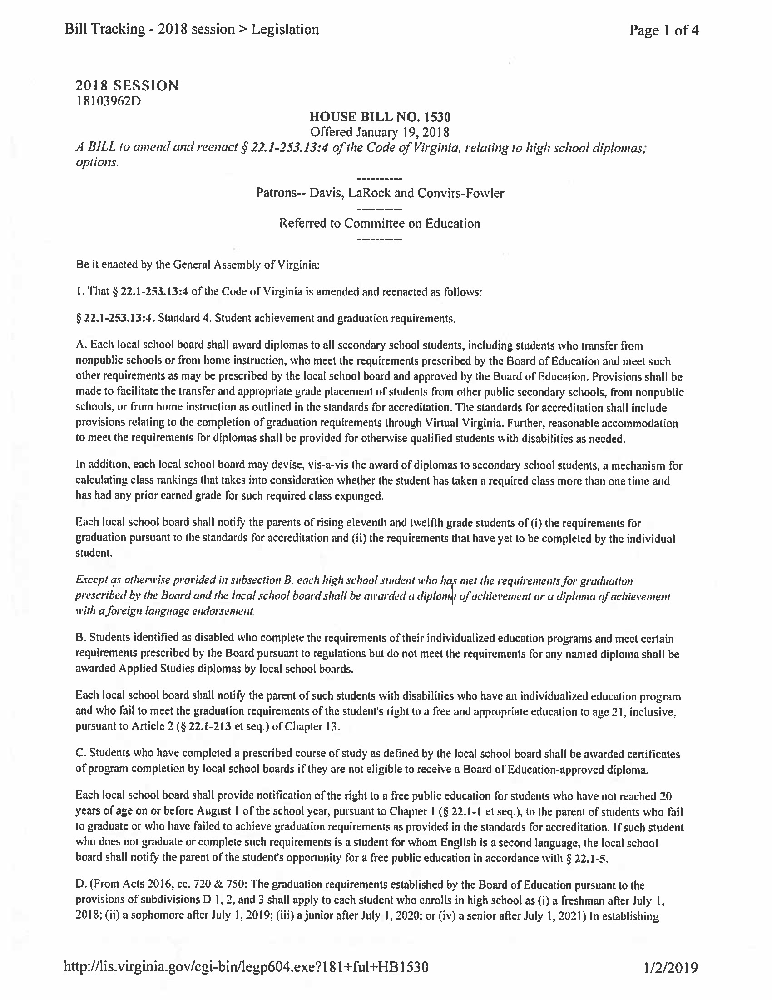 Bill Tracking - 2018 session > Legislation
Page 1 of 4
2018 SESSION
18103962D
HOUSE BILL NO. 1530
Offered January 19, 2018
A BILL to amend and reenact § 22.1-253.13:4 of the Code of Virginia, relating to high school diplomas;
options.
----------
Patrons-- Davis, LaRock and Convirs-Fowler
----------
Referred to Committee on Education
----------
Be it enacted by the General Assembly of Virginia:
1. That § 22.1-253.13:4 of the Code of Virginia is amended and reenacted as follows:
§ 22.1-253.13:4. Standard 4. Student achievement and graduation requirements.
A. Each local school board shall award diplomas to all secondary school students, including students who transfer from
nonpublic schools or from home instruction, who meet the requirements prescribed by the Board of Education and meet such
other requirements as may be prescribed by the local school board and approved by the Board of Education. Provisions shall be
made to facilitate the transfer and appropriate grade placement of students from other public secondary schools, from nonpublic
schools, or from home instruction as outlined in the standards for accreditation. The standards for accreditation shall include
provisions relating to the completion of graduation requirements through Virtual Virginia. Further, reasonable accommodation
to meet the requirements for diplomas shall be provided for otherwise qualified students with disabilities as needed.
In addition, each local school board may devise, vis-a-vis the award of diplomas to secondary school students, a mechanism for
calculating class rankings that takes into consideration whether the student has taken a required class more than one time and
has had any prior earned grade for such required class expunged.
Each local school board shall notify the parents of rising eleventh and twelfth grade students of (i) the requirements for
graduation pursuant to the standards for accreditation and (ii) the requirements that have yet to be completed by the individual
student.
Except as otherwise provided in subsection B, each high school student who has met the requirements for graduation
prescribed by the Board and the local school board shall be awarded a diploma of achievement or a diploma of achievement
with a foreign language endorsement.
B. Students identified as disabled who complete the requirements of their individualized education programs and meet certain
requirements prescribed by the Board pursuant to regulations but do not meet the requirements for any named diploma shall be
awarded Applied Studies diplomas by local school boards.
Each local school board shall notify the parent of such students with disabilities who have an individualized education program
and who fail to meet the graduation requirements of the student's right to a free and appropriate education to age 21, inclusive,
pursuant to Article 2 (§ 22.1-213 et seq.) of Chapter 13.
C. Students who have completed a prescribed course of study as defined by the local school board shall be awarded certificates
of program completion by local school boards if they are not eligible to receive a Board of Education-approved diploma.
Each local school board shall provide notification of the right to a free public education for students who have not reached 20
years of age on or before August 1 of the school year, pursuant to Chapter 1 (§ 22.1-1 et seq.), to the parent of students who fail
to graduate or who have failed to achieve graduation requirements as provided in the standards for accreditation. If such student
who does not graduate or complete such requirements is a student for whom English is a second language, the local school
board shall notify the parent of the student's opportunity for a free public education in accordance with § 22.1-5.
D. (From Acts 2016, cc. 720 & 750: The graduation requirements established by the Board of Education pursuant to the
provisions of subdivisions D 1, 2, and 3 shall apply to each student who enrolls in high school as (i) a freshman after July 1,
2018; (ii) a sophomore after July 1, 2019; (iii) a junior after July 1, 2020; or (iv) a senior after July 1, 2021) In establishing
http://lis.virginia.gov/cgi-bin/legp604.exe?181+ful+HB1530
1/2/2019